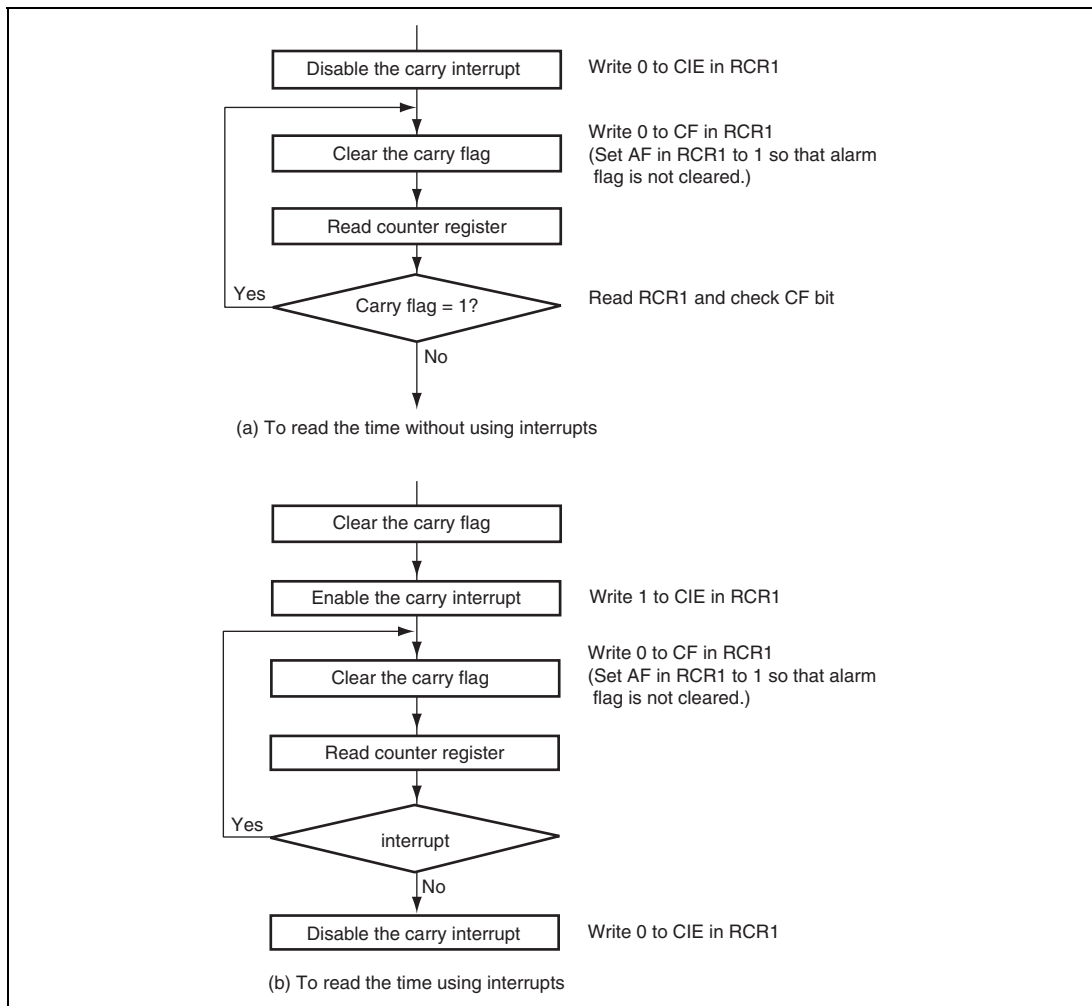 Disable the carry interrupt
Write 0 to CIE in RCR1
Clear the carry flag
Write 0 to CF in RCR1
(Set AF in RCR1 to 1 so that alarm
flag is not cleared.)
Read counter register
Yes
Carry flag = 1?
Read RCR1 and check CF bit
No
(a) To read the time without using interrupts
Clear the carry flag
Enable the carry interrupt
Write 1 to CIE in RCR1
Clear the carry flag
Write 0 to CF in RCR1
(Set AF in RCR1 to 1 so that alarm
flag is not cleared.)
Read counter register
Yes
interrupt
No
Disable the carry interrupt
Write 0 to CIE in RCR1
(b) To read the time using interrupts